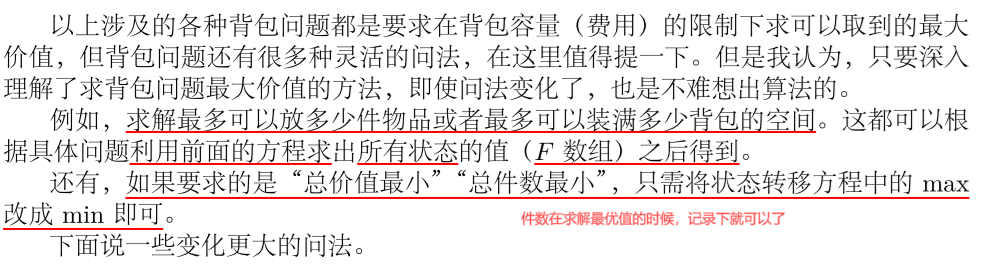 以上涉及的各种背包问题都是要求在背包容量（费用）的限制下求可以取到的最大
价值，但背包问题还有很多种灵活的问法，在这里值得提一下。但是我认为，只要深入
理解了求背包问题最大价值的方法，即使问法变化了，也是不难想出算法的。
例如，求解最多可以放多少件物品或者最多可以装满多少背包的空间。这都可以根
据具体问题利用前面的方程求出所有状态的值（F 数组）之后得到。
还有，如果要求的是“总价值最小”“总件数最小”，只需将状态转移方程中的 max
改成 min 即可。
件数在求解最优值的时候，记录下就可以了
下面说一些变化更大的问法。